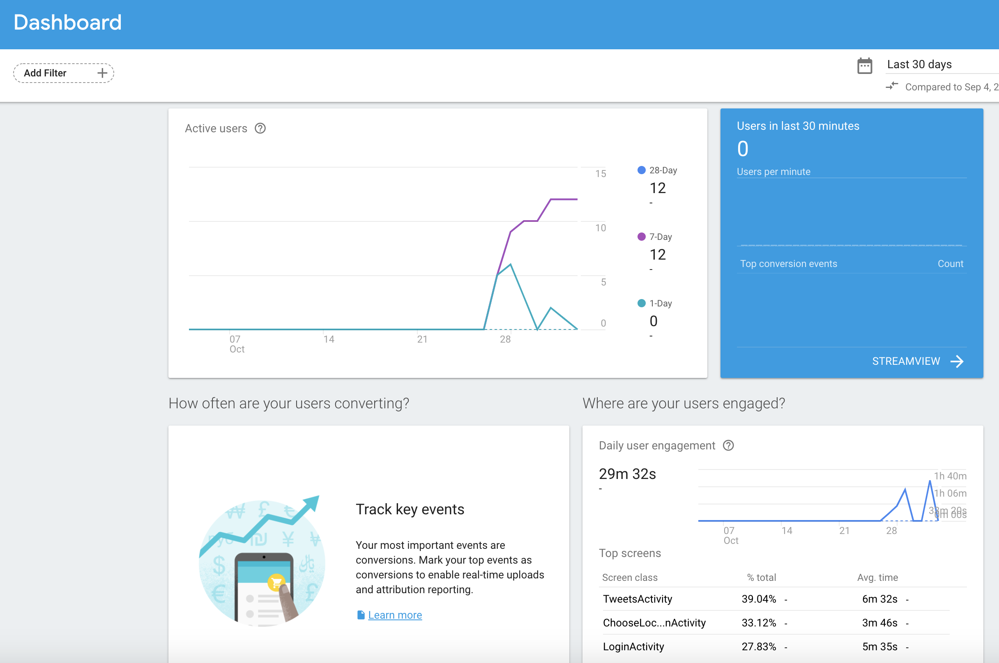 Dashboard
Add Filter
Last 30 days
Compared to Sep 4, 2
Active users
15
10
5
0
07
Oct
14
21
28
28-Day
12
-
7-Day
12
-
1-Day
0
-
Users in last 30 minutes
0
Users per minute
Top conversion events Count
STREAMVIEW
How often are your users converting?
Track key events
Your most important events are
conversions. Mark your top events as
conversions to enable real-time uploads
and attribution reporting.
Learn more
Where are your users engaged?
Daily user engagement
29m 32s
-
1h 40m
1h 06m
33m 20s
0m 00s
07
Oct
14
21
28
Top screens
Screen class % total Avg. time
TweetsActivity 39.04% - 6m 32s -
ChooseLoc...nActivity 33.12% - 3m 46s -
LoginActivity 27.83% - 5m 35s -